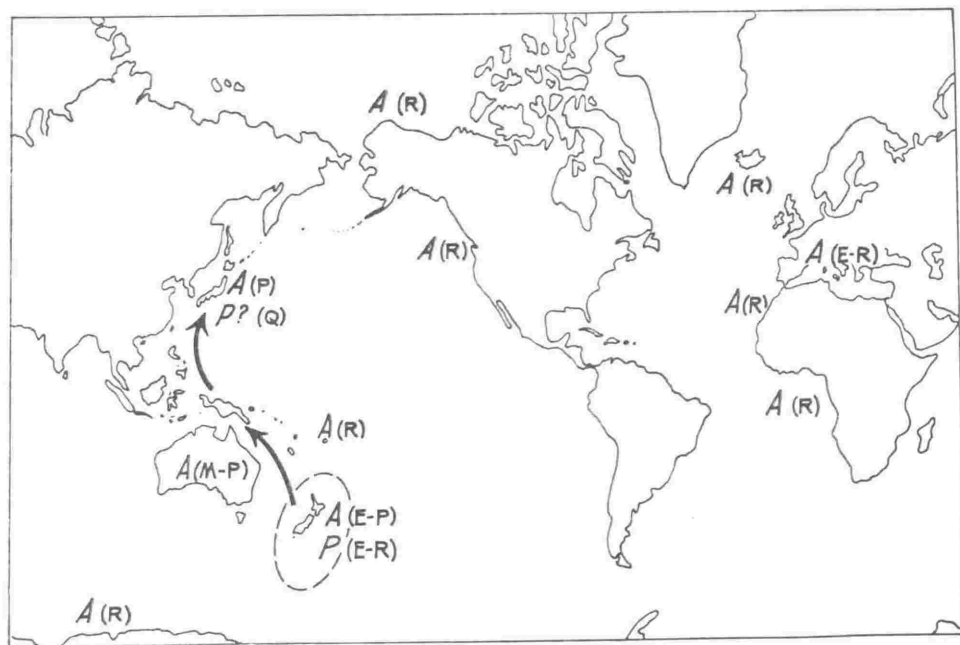 A (R)
A (R)
A (R)
A (E-R)
A (P)
P? (Q)
A (R)
A (R)
A (R)
A (M-P)
A (E-P)
P (E-R)
A (R)